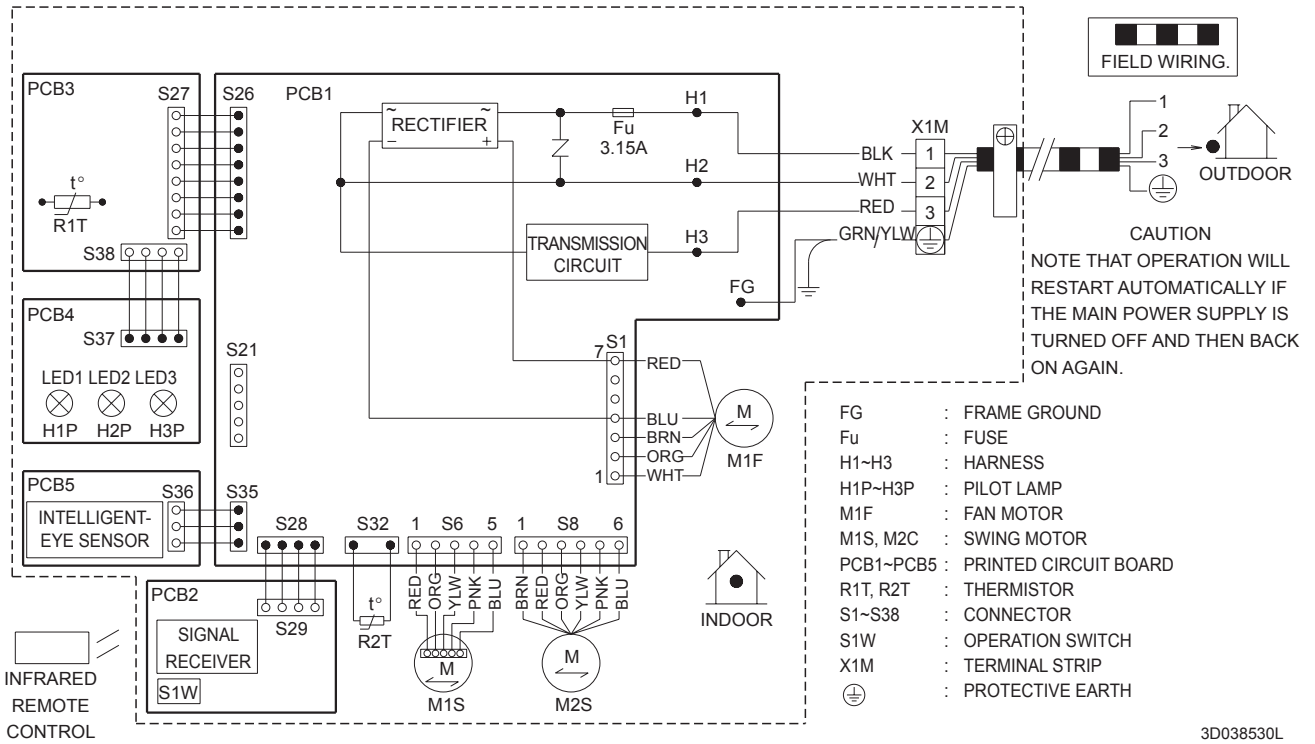 FIELD WIRING.
PCB3
S27
S26
PCB1
~
~
RECTIFIER
−
+
Fu
3.15A
H1
H2
H3
t°
R1T
S38
TRANSMISSION
CIRCUIT
FG
X1M
BLK
1
WHT
2
RED
3
GRN/YLW
1
2
3
OUTDOOR
CAUTION
NOTE THAT OPERATION WILL
RESTART AUTOMATICALLY IF
THE MAIN POWER SUPPLY IS
TURNED OFF AND THEN BACK
ON AGAIN.
PCB4
S37
LED1 LED2 LED3
H1P H2P H3P
S21
S1
7
RED
BLU
BRN
ORG
WHT
1
M
M1F
PCB5
S36
S35
INTELLIGENT-
EYE SENSOR
S28
S32
1 S6 5
1 S8 6
RED
ORG
YLW
PNK
BLU
BRN
RED
ORG
YLW
PNK
BLU
PCB2
S29
SIGNAL
RECEIVER
S1W
t°
R2T
M
M1S
M
M2S
INDOOR
INFRARED
REMOTE
CONTROL
FG : FRAME GROUND
Fu : FUSE
H1~H3 : HARNESS
H1P~H3P : PILOT LAMP
M1F : FAN MOTOR
M1S, M2C : SWING MOTOR
PCB1~PCB5 : PRINTED CIRCUIT BOARD
R1T, R2T : THERMISTOR
S1~S38 : CONNECTOR
S1W : OPERATION SWITCH
X1M : TERMINAL STRIP
: PROTECTIVE EARTH
3D038530L